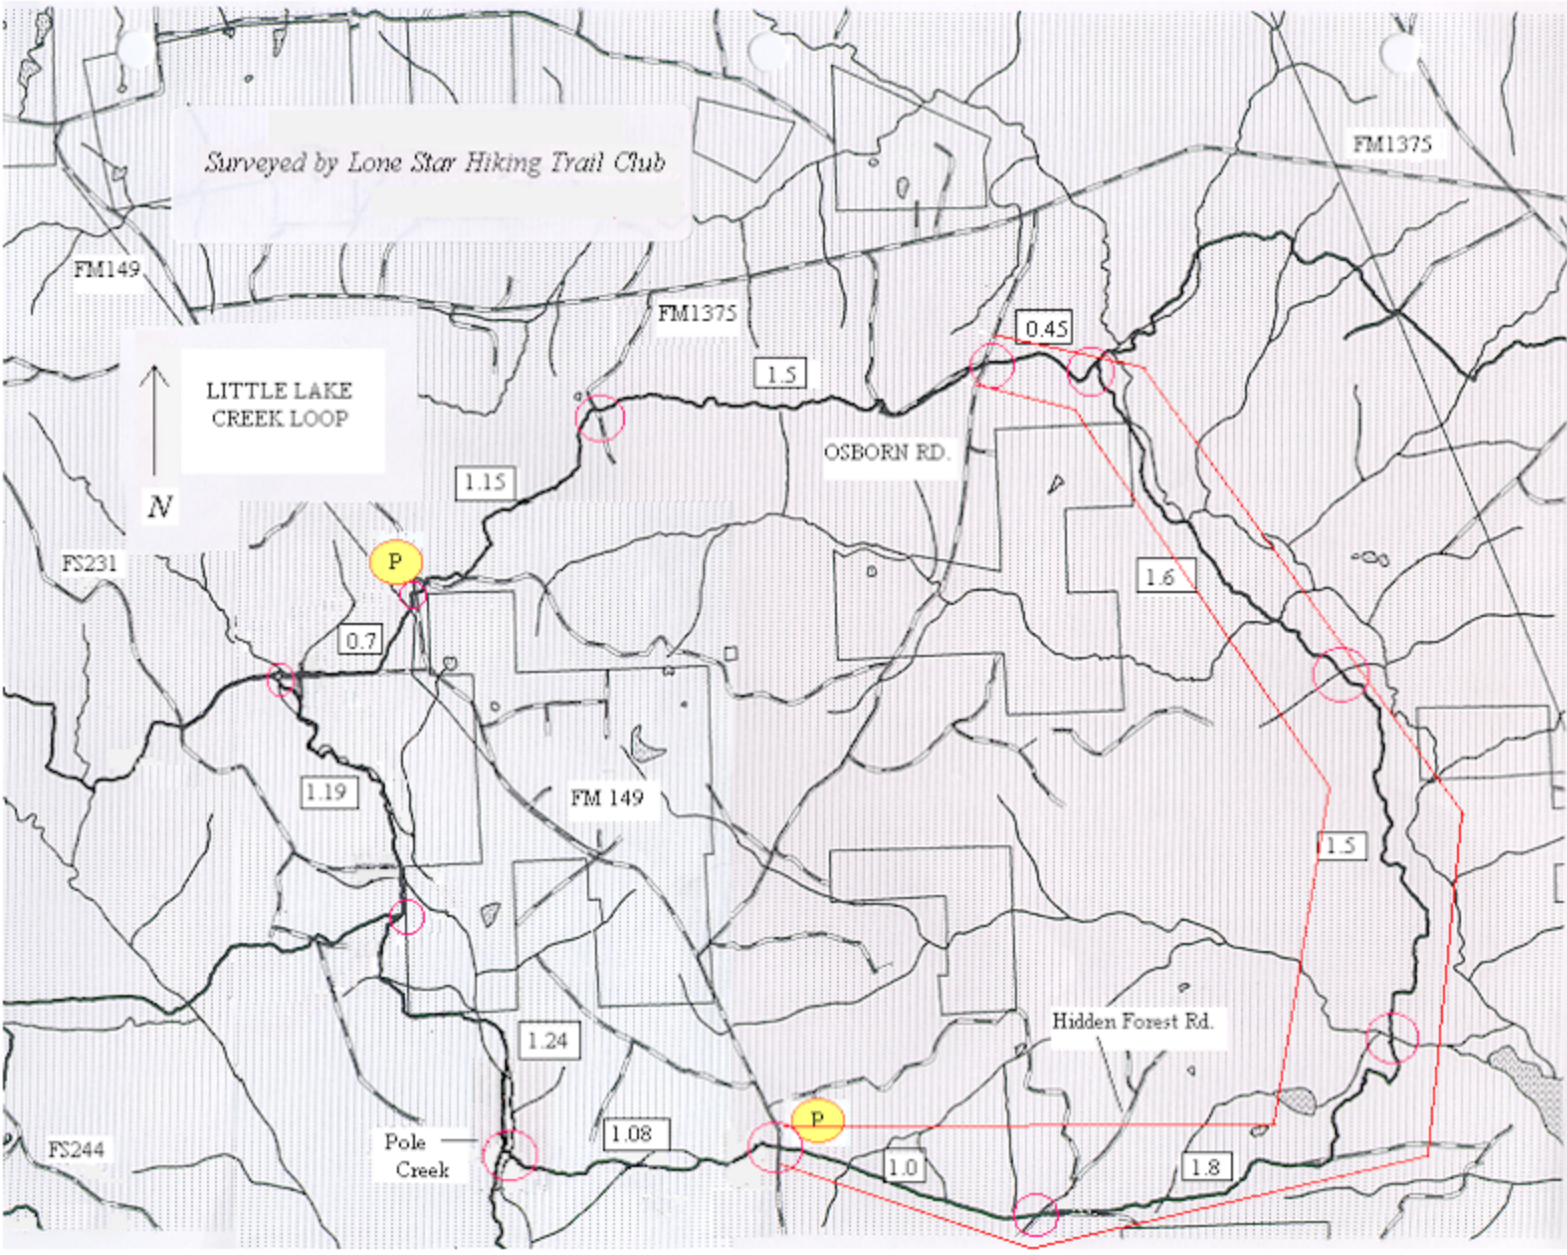 Surveyed by Lone Star Hiking Trail Club
FM1375
FM149
FM1375
0.45
LITTLE LAKE
CREEK LOOP
1.5
OSBORN RD.
1.15
N
P
FS231
1.6
0.7
1.19
FM 149
1.5
Hidden Forest Rd.
1.24
P
1.08
Pole
Creek
FS244
1.0
1.8